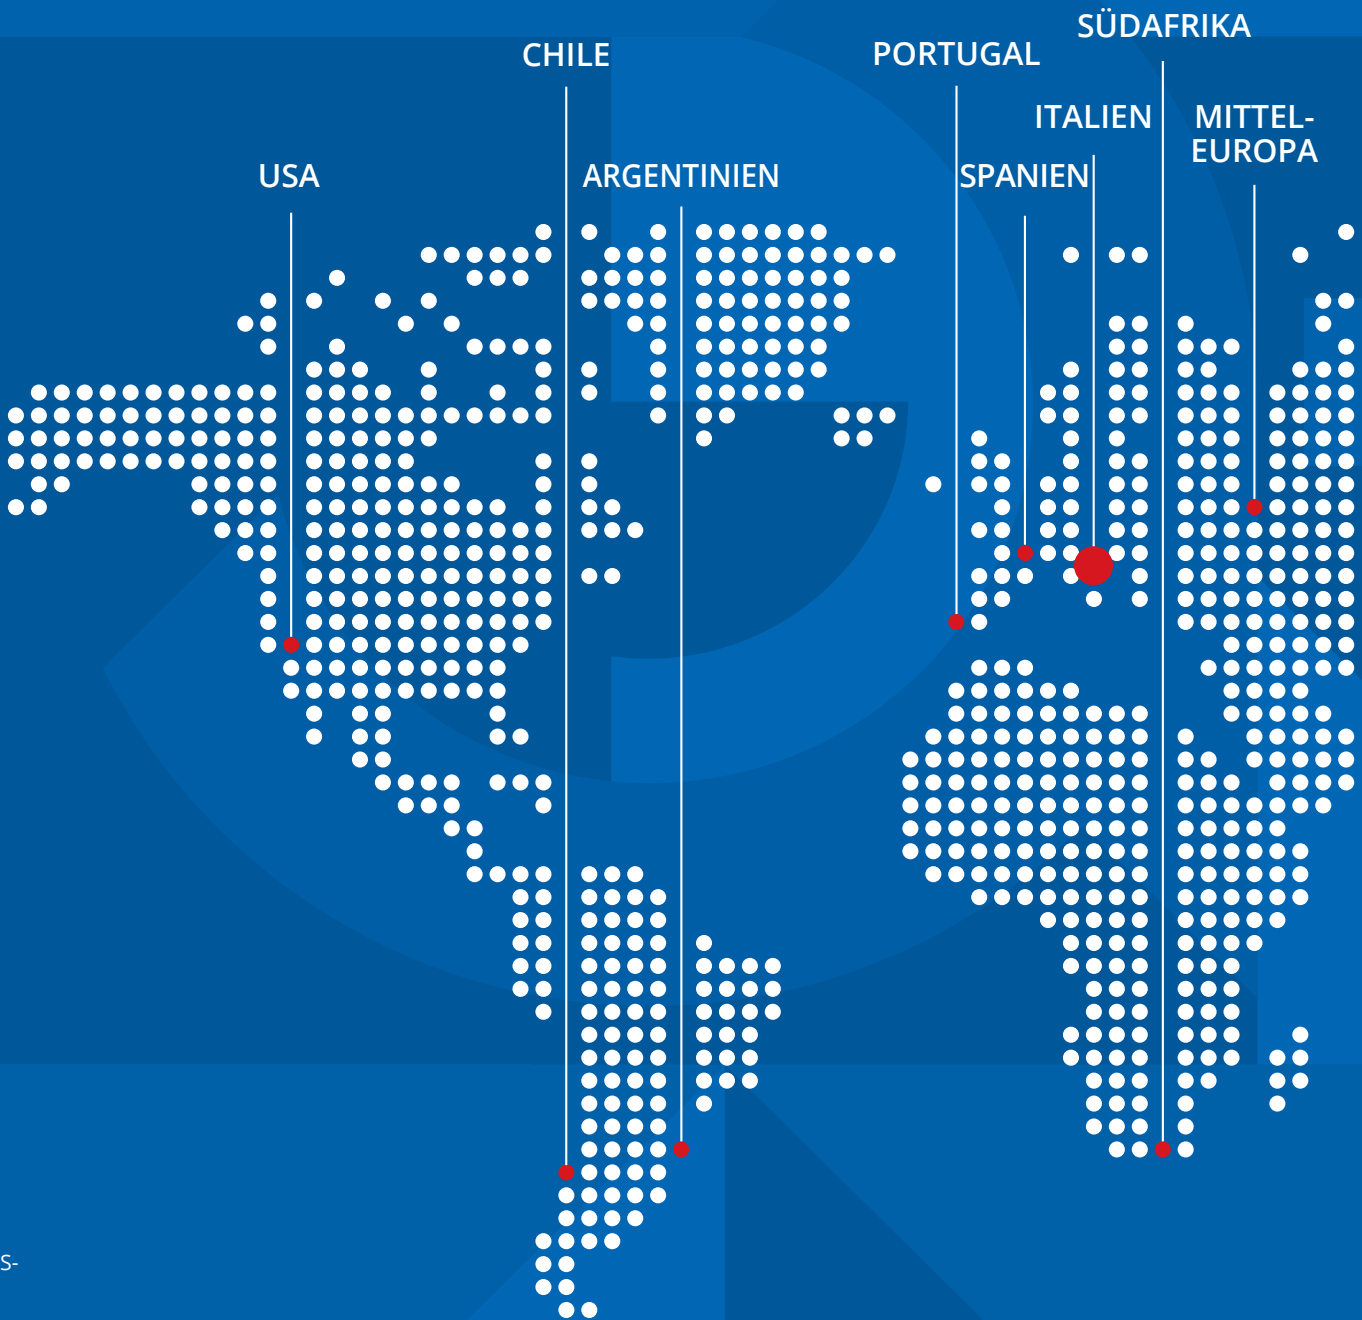 SÜDAFRIKA
CHILE
PORTUGAL
ITALIEN
MITTEL-
EUROPA
USA
ARGENTINIEN
SPANIEN
S-